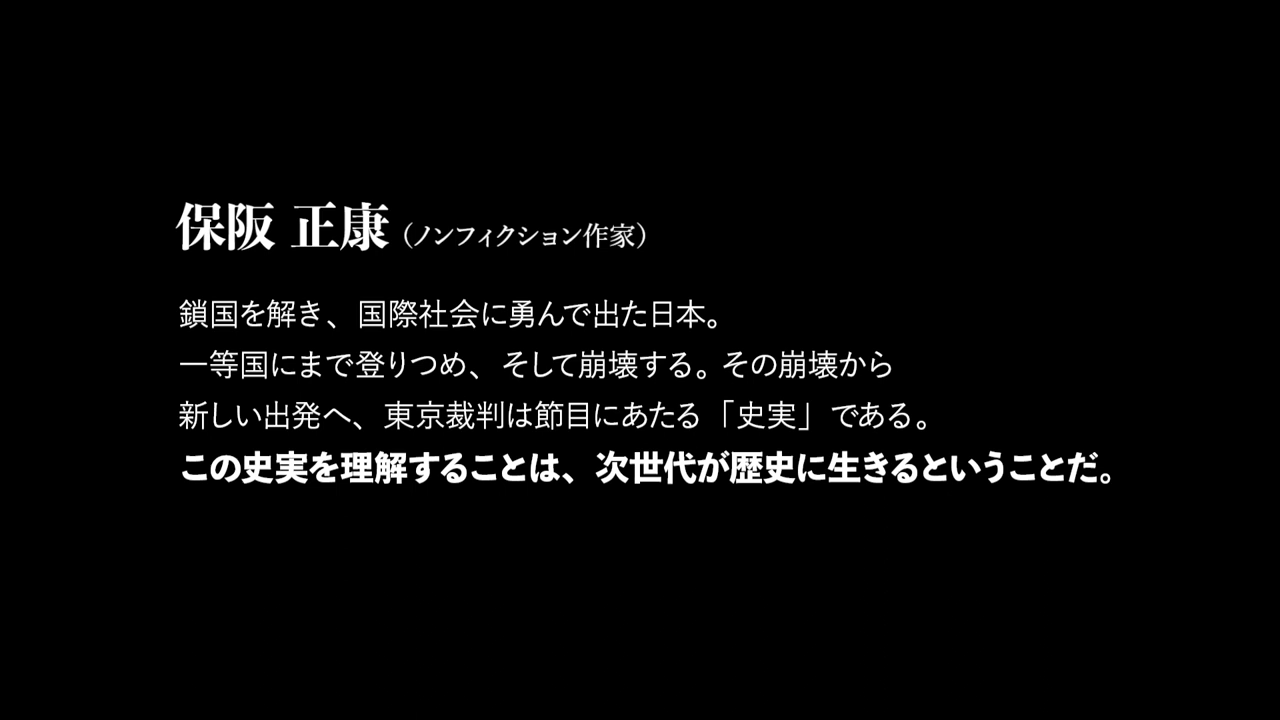 保阪 正康（ノンフィクション作家）
鎖国を解き、国際社会に勇んで出た日本。
一等国にまで登りつめ、そして崩壊する。その崩壊から
新しい出発へ、東京裁判は節目にあたる「史実」である。
この史実を理解することは、次世代が歴史に生きるということだ。